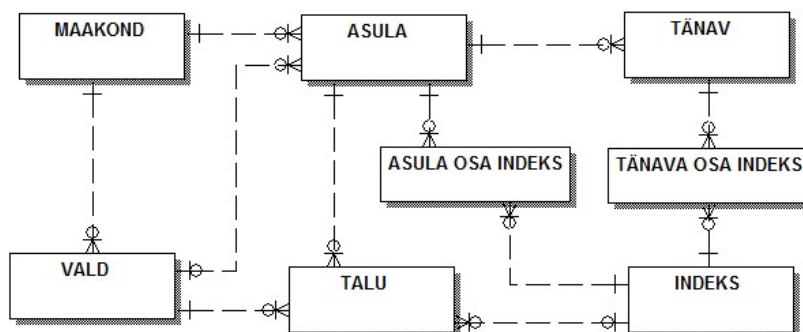 MAAKOND
ASULA
TÄNAV
ASULA OSA INDEKS
TÄNAVA OSA INDEKS
VALD
TALU
INDEKS